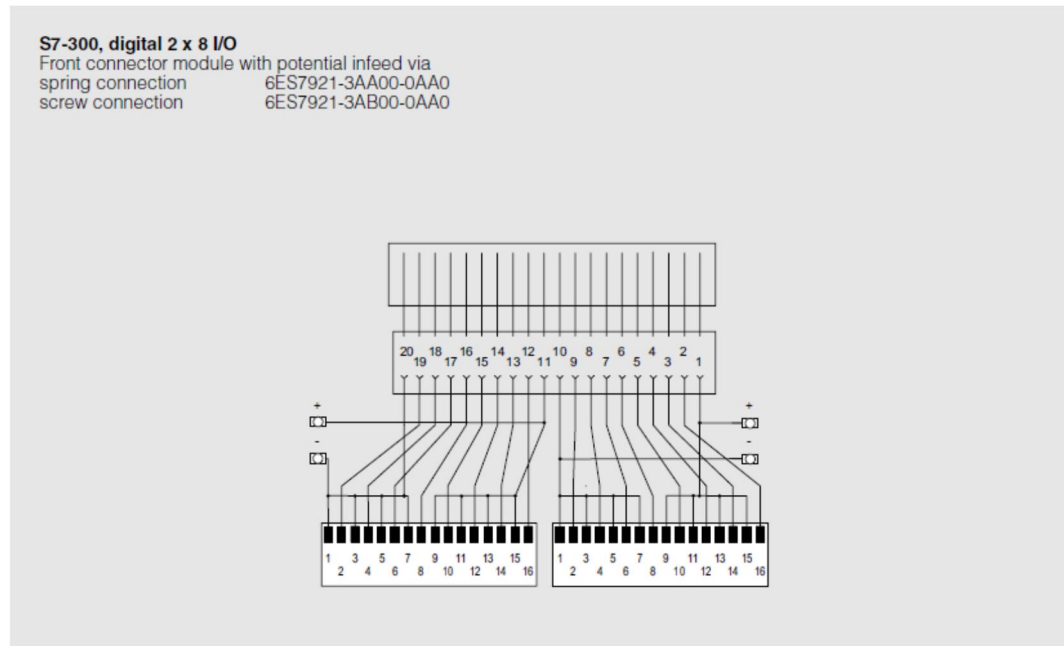 S7-300, digital 2 x 8 I/O
Front connector module with potential infeed via
spring connection 6ES7921-3AA00-0AA0
screw connection 6ES7921-3AB00-0AA0
20 19 18 17 16 15 14 13 12 11 10 9 8 7 6 5 4 3 2 1
+ +
- -
1 2 3 4 5 6 7 8 9 10 11 12 13 14 15 16 1 2 3 4 5 6 7 8 9 10 11 12 13 14 15 16